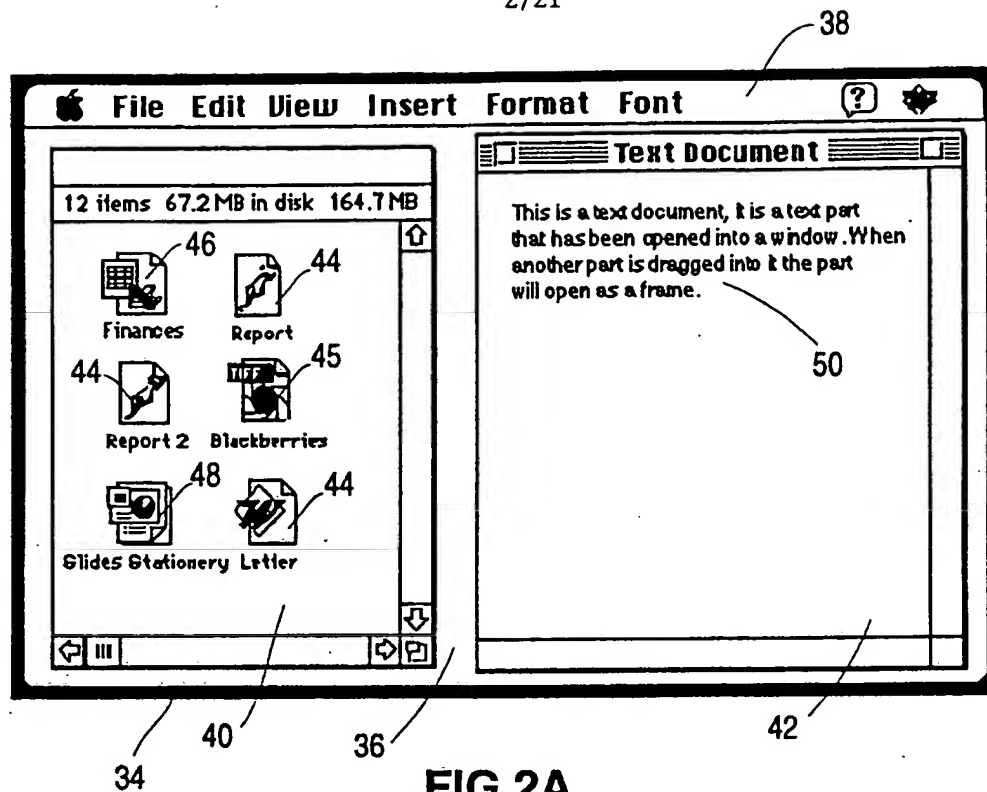 2/21
38
File Edit View Insert Format Font ?
Text Document
12 items 67.2 MB in disk 164.7 MB
This is a text document, it is a text part
that has been opened into a window. When
another part is dragged into it the part
will open as a frame.
46
44
Finances Report
50
44
45
Report 2 Blackberries
48
44
Slides Stationery Letter
34
40
36
42
FIG.2A